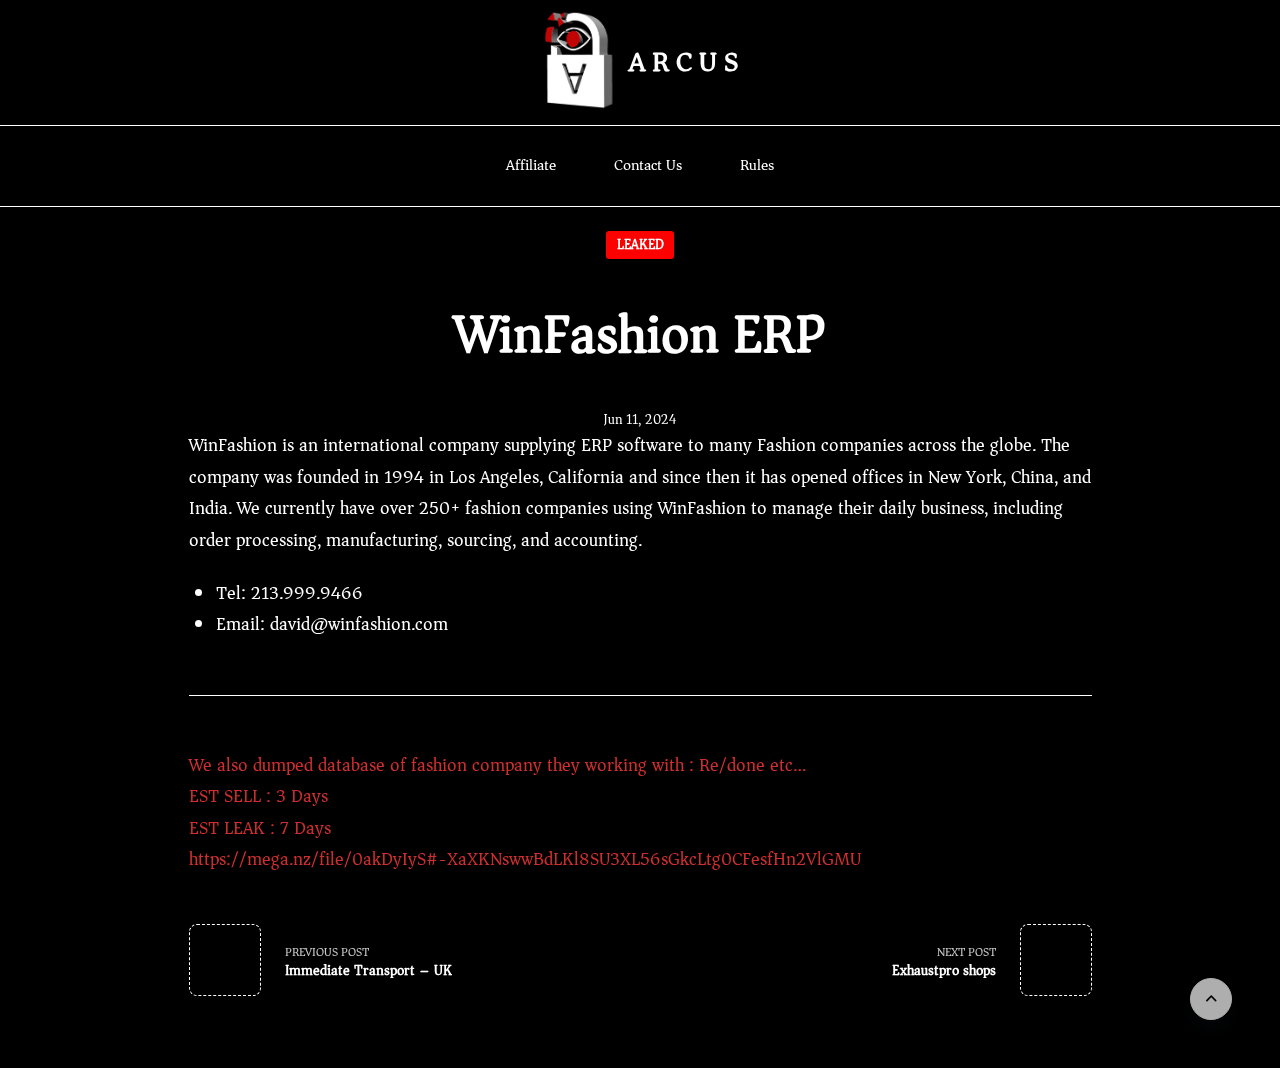 ARCUS
Affiliate Contact Us Rules
LEAKED
WinFashion ERP
Jun 11, 2024
WinFashion is an international company supplying ERP software to many Fashion companies across the globe. The
company was founded in 1994 in Los Angeles, California and since then it has opened offices in New York, China, and
India. We currently have over 250+ fashion companies using WinFashion to manage their daily business, including
order processing, manufacturing, sourcing, and accounting.
Tel: 213.999.9466
Email: david@winfashion.com
We also dumped database of fashion company they working with : Re/done etc...
EST SELL : 3 Days
EST LEAK : 7 Days
https://mega.nz/file/0akDyIyS#-XaXKNswwBdLKl8SU3XL56sGkcLtg0CFesfHn2VlGMU
PREVIOUS POST
Immediate Transport – UK
NEXT POST
Exhaustpro shops